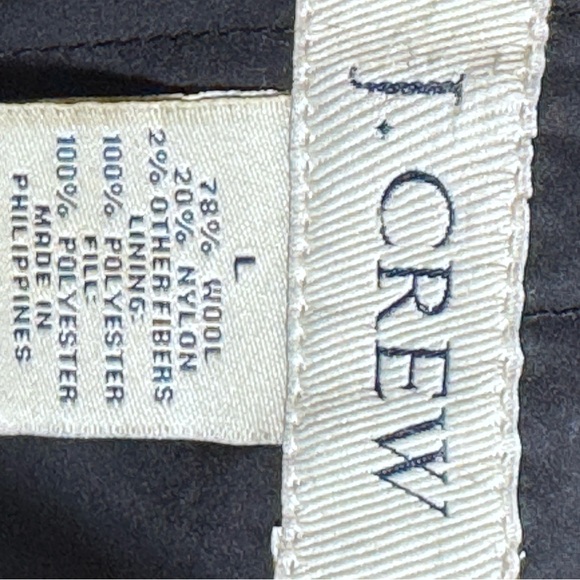 J. CREW
L
78% WOOL
20% NYLON
2% OTHER FIBERS
LINING:
100% POLYESTER
FILL:
100% POLYESTER
MADE IN
PHILIPPINES